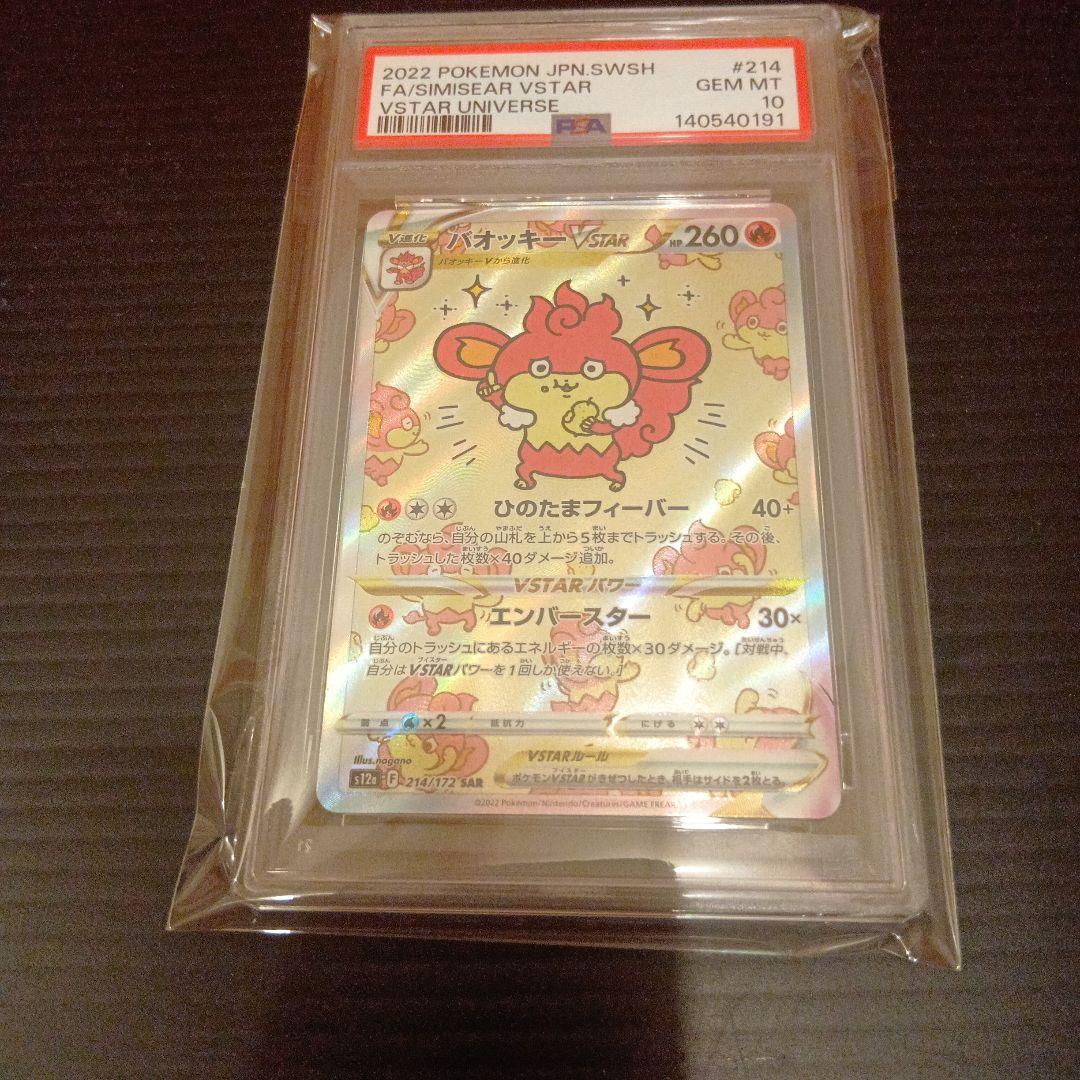 2022 POKEMON JPN.SWSH #214
FA/SIMISEAR VSTAR GEM MT
VSTAR UNIVERSE 10
PSA 140540191
V進化 バオッキーVSTAR HP260
バオッキーVから進化
ひのたまフィーバー 40+
のぞむなら、自分の山札を上から5枚までトラッシュする。その後、
トラッシュした枚数×40ダメージ追加。
VSTARパワー
エンバースター 30×
自分のトラッシュにあるエネルギーの枚数×30ダメージ。[対戦中、
自分はVSTARパワーを1回しか使えない。]
弱点 ×2 抵抗力 にげる
Illus.nagano VSTARルール
s12a F 214/172 SAR ポケモンVSTARがきぜつしたとき、相手はサイドを2枚とる。
©2022 Pokémon/Nintendo/Creatures/GAME FREAK